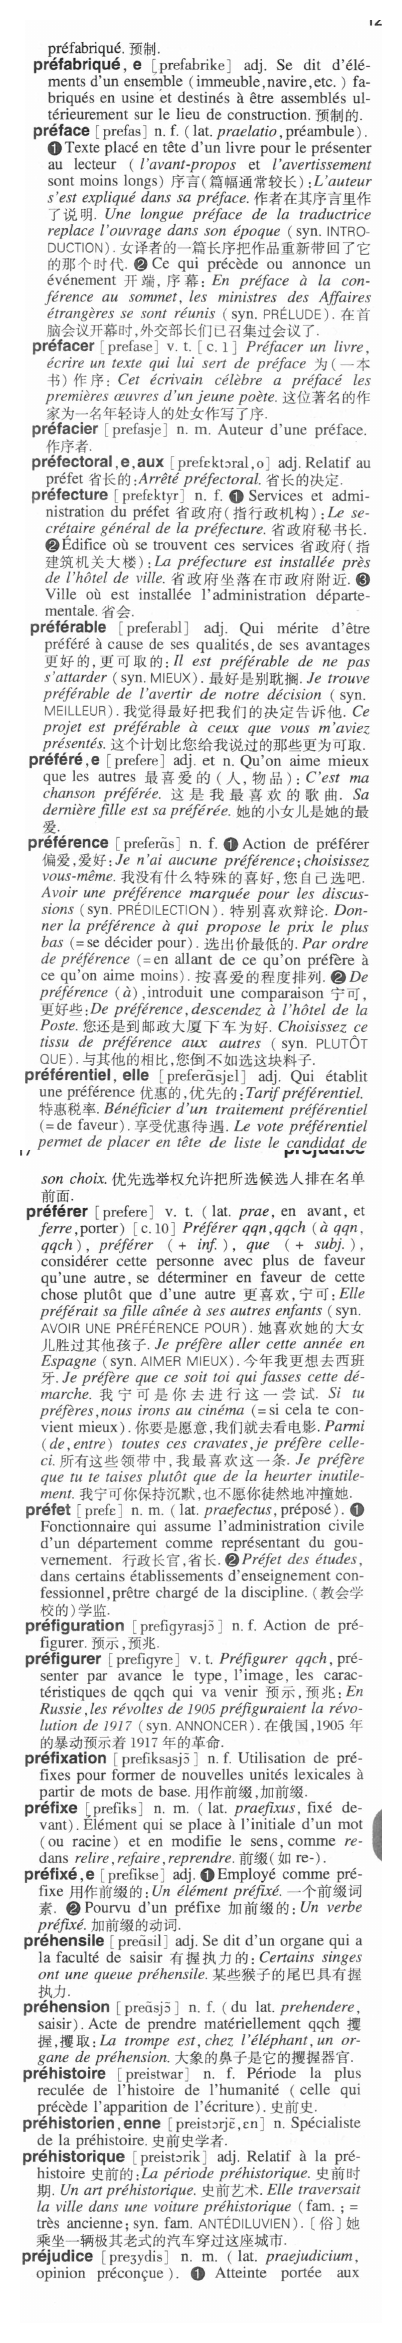 12
préfabriqué. 预制.
préfabriqué, e [prefabrike] adj. Se dit d'élé-
ments d'un ensemble (immeuble, navire, etc.) fa-
briqués en usine et destinés à être assemblés ul-
térieurement sur le lieu de construction. 预制的.
préface [prefas] n. f. (lat. praelatio, préambule).
❶ Texte placé en tête d'un livre pour le présenter
au lecteur (l'avant-propos et l'avertissement
sont moins longs) 序言(篇幅通常较长): L'auteur
s'est expliqué dans sa préface. 作者在其序言里作
了说明. Une longue préface de la traductrice
replace l'ouvrage dans son époque (syn. INTRO-
DUCTION). 女译者的一篇长序把作品重新带回了它
的那个时代. ❷ Ce qui précède ou annonce un
événement 开端, 序幕: En préface à la con-
férence au sommet, les ministres des Affaires
étrangères se sont réunis (syn. PRÉLUDE). 在首
脑会议开幕时,外交部长们已召集过会议了.
préfacer [prefase] v. t. [c. 1] Préfacer un livre,
écrire un texte qui lui sert de préface 为(一本
书)作序: Cet écrivain célèbre a préfacé les
premières œuvres d'un jeune poète. 这位著名的作
家为一名年轻诗人的处女作写了序.
préfacier [prefasje] n. m. Auteur d'une préface.
作序者.
préfectoral, e, aux [prefɛktɔral, o] adj. Relatif au
préfet 省长的: Arrêté préfectoral. 省长的决定.
préfecture [prefɛktyr] n. f. ❶ Services et admi-
nistration du préfet 省政府(指行政机构): Le se-
crétaire général de la préfecture. 省政府秘书长.
❷ Édifice où se trouvent ces services 省政府(指
建筑机关大楼): La préfecture est installée près
de l'hôtel de ville. 省政府坐落在市政府附近. ❸
Ville où est installée l'administration départe-
mentale. 省会.
préférable [preferabl] adj. Qui mérite d'être
préféré à cause de ses qualités, de ses avantages
更好的, 更可取的: Il est préférable de ne pas
s'attarder (syn. MIEUX). 最好是别耽搁. Je trouve
préférable de l'avertir de notre décision (syn.
MEILLEUR). 我觉得最好把我们的决定告诉他. Ce
projet est préférable à ceux que vous m'aviez
présentés. 这个计划比您给我说过的那些更为可取.
préféré, e [prefere] adj. et n. Qu'on aime mieux
que les autres 最喜爱的(人, 物品): C'est ma
chanson préférée. 这是我最喜欢的歌曲. Sa
dernière fille est sa préférée. 她的小女儿是她的最
爱.
préférence [preferɑ̃s] n. f. ❶ Action de préférer
偏爱, 爱好: Je n'ai aucune préférence; choisissez
vous-même. 我没有什么特殊的喜好, 您自己选吧.
Avoir une préférence marquée pour les discus-
sions (syn. PRÉDILECTION). 特别喜欢辩论. Don-
ner la préférence à qui propose le prix le plus
bas (= se décider pour). 选出价最低的. Par ordre
de préférence (= en allant de ce qu'on préfère à
ce qu'on aime moins). 按喜爱的程度排列. ❷ De
préférence (à), introduit une comparaison 宁可,
更好些: De préférence, descendez à l'hôtel de la
Poste. 您还是到邮政大厦下车为好. Choisissez ce
tissu de préférence aux autres (syn. PLUTÔT
QUE). 与其他的相比, 您倒不如选这块料子.
préférentiel, elle [preferɑ̃sjɛl] adj. Qui établit
une préférence 优惠的, 优先的: Tarif préférentiel.
特惠税率. Bénéficier d'un traitement préférentiel
(= de faveur). 享受优惠待遇. Le vote préférentiel
permet de placer en tête de liste le candidat de
préjudice
son choix. 优先选举权允许把所选候选人排在名单
前面.
préférer [prefere] v. t. (lat. prae, en avant, et
ferre, porter) [c. 10] Préférer qqn, qqch (à qqn,
qqch), préférer (+ inf.), que (+ subj.),
considérer cette personne avec plus de faveur
qu'une autre, se déterminer en faveur de cette
chose plutôt que d'une autre 更喜欢, 宁可: Elle
préférait sa fille aînée à ses autres enfants (syn.
AVOIR UNE PRÉFÉRENCE POUR). 她喜欢她的大女
儿胜过其他孩子. Je préfère aller cette année en
Espagne (syn. AIMER MIEUX). 今年我更想去西班
牙. Je préfère que ce soit toi qui fasses cette dé-
marche. 我宁可是你去进行这一尝试. Si tu
préfères, nous irons au cinéma (= si cela te con-
vient mieux). 你要是愿意, 我们就去看电影. Parmi
(de, entre) toutes ces cravates, je préfère celle-
ci. 所有这些领带中, 我最喜欢这一条. Je préfère
que tu te taises plutôt que de la heurter inutile-
ment. 我宁可你保持沉默, 也不愿你徒然地冲撞她.
préfet [prefɛ] n. m. (lat. praefectus, préposé). ❶
Fonctionnaire qui assume l'administration civile
d'un département comme représentant du gou-
vernement. 行政长官, 省长. ❷ Préfet des études,
dans certains établissements d'enseignement con-
fessionnel, prêtre chargé de la discipline. (教会学
校的)学监.
préfiguration [prefigyrasjɔ̃] n. f. Action de pré-
figurer. 预示, 预兆.
préfigurer [prefigyre] v. t. Préfigurer qqch, pré-
senter par avance le type, l'image, les carac-
téristiques de qqch qui va venir 预示, 预兆: En
Russie, les révoltes de 1905 préfiguraient la révo-
lution de 1917 (syn. ANNONCER). 在俄国, 1905 年
的暴动预示着 1917 年的革命.
préfixation [prefiksasjɔ̃] n. f. Utilisation de pré-
fixes pour former de nouvelles unités lexicales à
partir de mots de base. 用作前缀, 加前缀.
préfixe [prefiks] n. m. (lat. praefixus, fixé de-
vant). Élément qui se place à l'initiale d'un mot
(ou racine) et en modifie le sens, comme re-
dans relire, refaire, reprendre. 前缀(如 re-).
préfixé, e [prefikse] adj. ❶ Employé comme pré-
fixe 用作前缀的: Un élément préfixé. 一个前缀词
素. ❷ Pourvu d'un préfixe 加前缀的: Un verbe
préfixé. 加前缀的动词.
préhensile [preɑ̃sil] adj. Se dit d'un organe qui a
la faculté de saisir 有握执力的: Certains singes
ont une queue préhensile. 某些猴子的尾巴具有握
执力.
préhension [preɑ̃sjɔ̃] n. f. (du lat. prehendere,
saisir). Acte de prendre matériellement qqch 攫
握, 攫取: La trompe est, chez l'éléphant, un or-
gane de préhension. 大象的鼻子是它的攫握器官.
préhistoire [preistwar] n. f. Période la plus
reculée de l'histoire de l'humanité (celle qui
précède l'apparition de l'écriture). 史前史.
préhistorien, enne [preistɔrjɛ̃, ɛn] n. Spécialiste
de la préhistoire. 史前史学者.
préhistorique [preistɔrik] adj. Relatif à la pré-
histoire 史前的: La période préhistorique. 史前时
期. Un art préhistorique. 史前艺术. Elle traversait
la ville dans une voiture préhistorique (fam.; =
très ancienne; syn. fam. ANTÉDILUVIEN). [俗]她
乘坐一辆极其老式的汽车穿过这座城市.
préjudice [preʒydis] n. m. (lat. praejudicium,
opinion préconçue). ❶ Atteinte portée aux